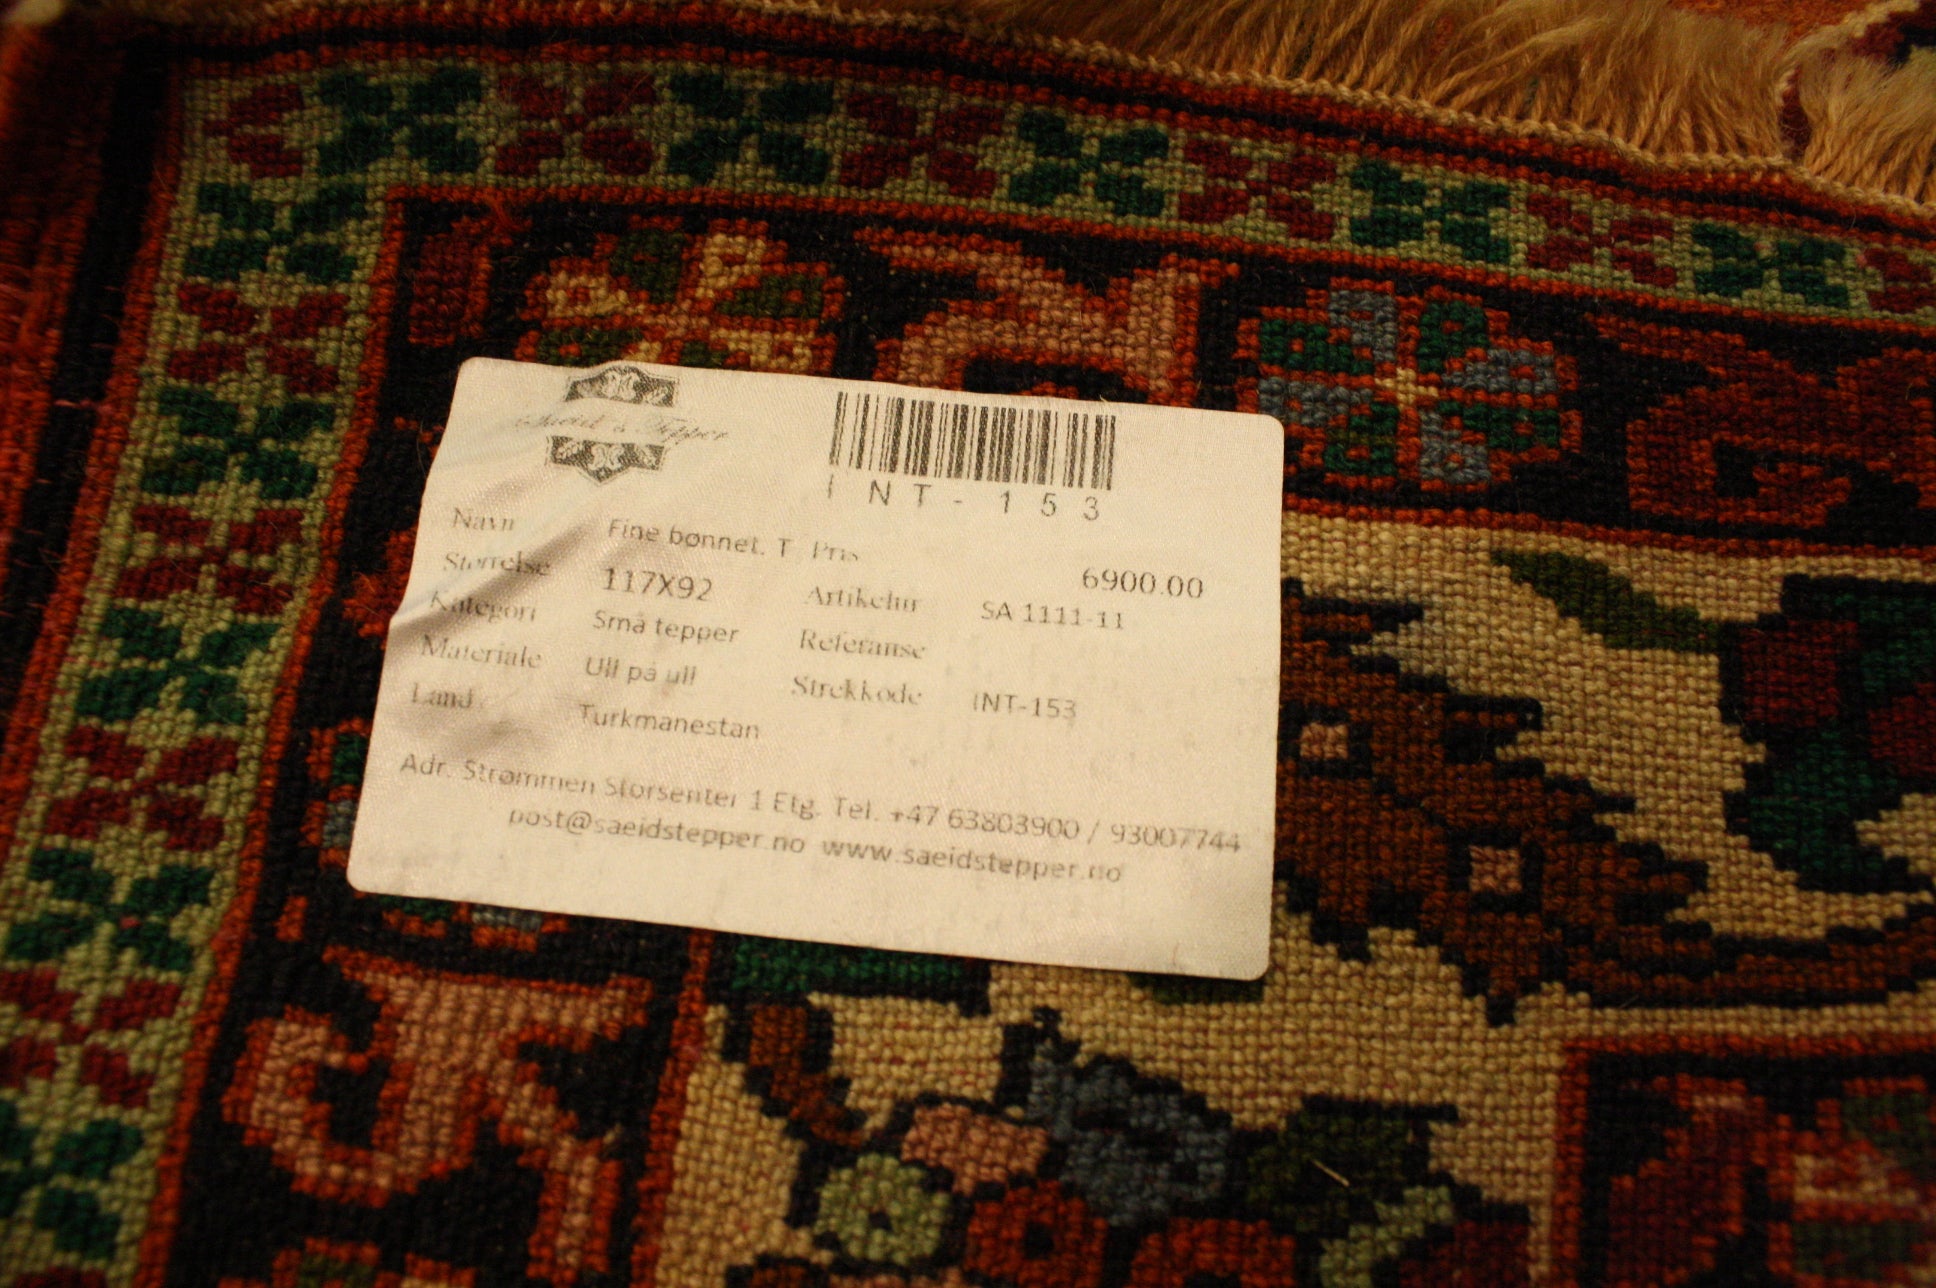 Saeid's Tepper
INT-153
Navn Fine bønnet. T Pris 6900.00
Størrelse 117X92 Artikelnr SA 1111-11
Kategori Små tepper Referanse
Materiale Ull på ull Strekkode INT-153
Land Turkmanestan
Adr. Strømmen Storsenter 1 Etg. Tel. +47 63803900 / 93007744
post@saeidstepper.no www.saeidstepper.no